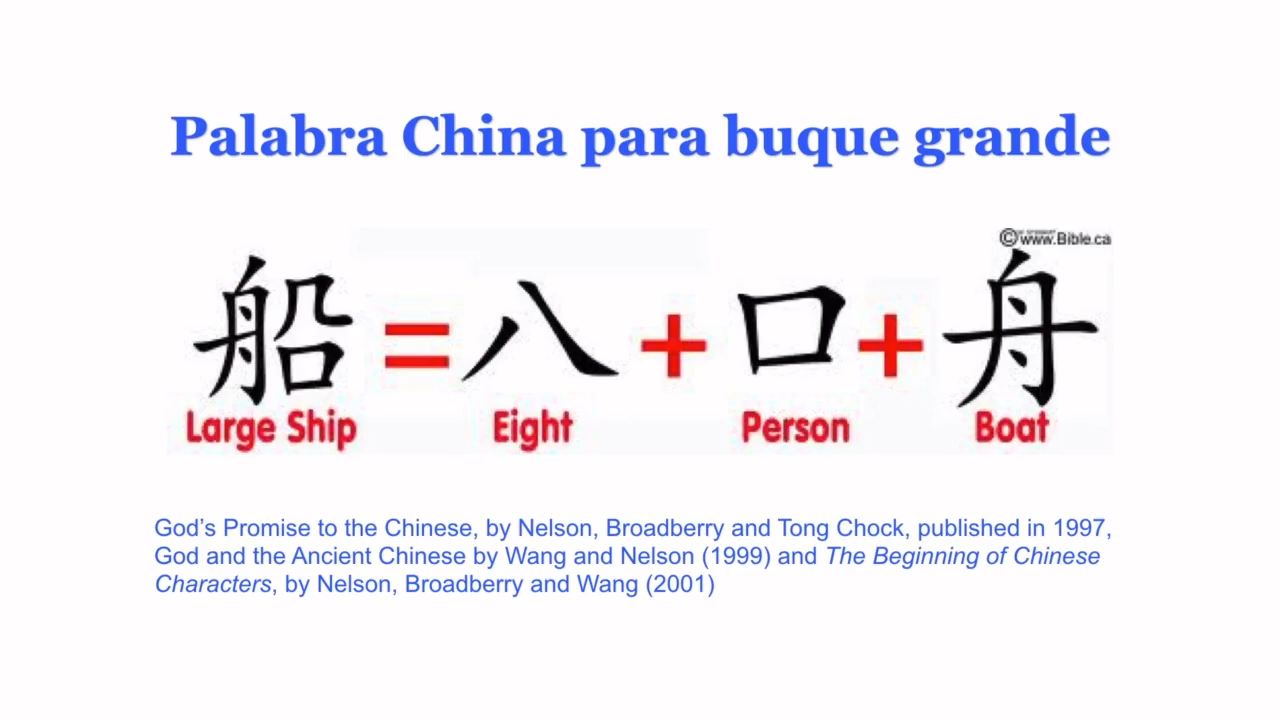 Palabra China para buque grande
©www.Bible.ca
船 = 八 + 口 + 舟
Large Ship Eight Person Boat
God’s Promise to the Chinese, by Nelson, Broadberry and Tong Chock, published in 1997,
God and the Ancient Chinese by Wang and Nelson (1999) and The Beginning of Chinese
Characters, by Nelson, Broadberry and Wang (2001)